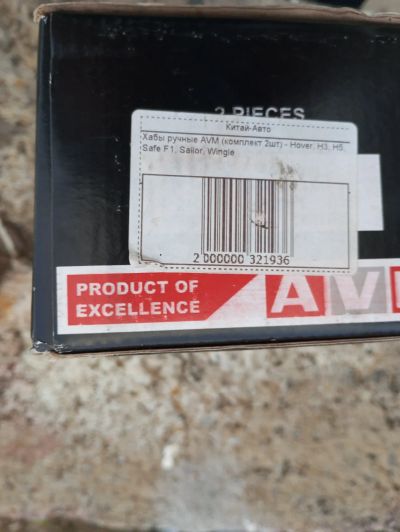 2 PIECES
Китай-Авто
Хабы ручные AVM (комплект 2шт) - Hover, H3, H5,
Safe F1, Sailor, Wingle
2 000000 321936
PRODUCT OF
EXCELLENCE
AV